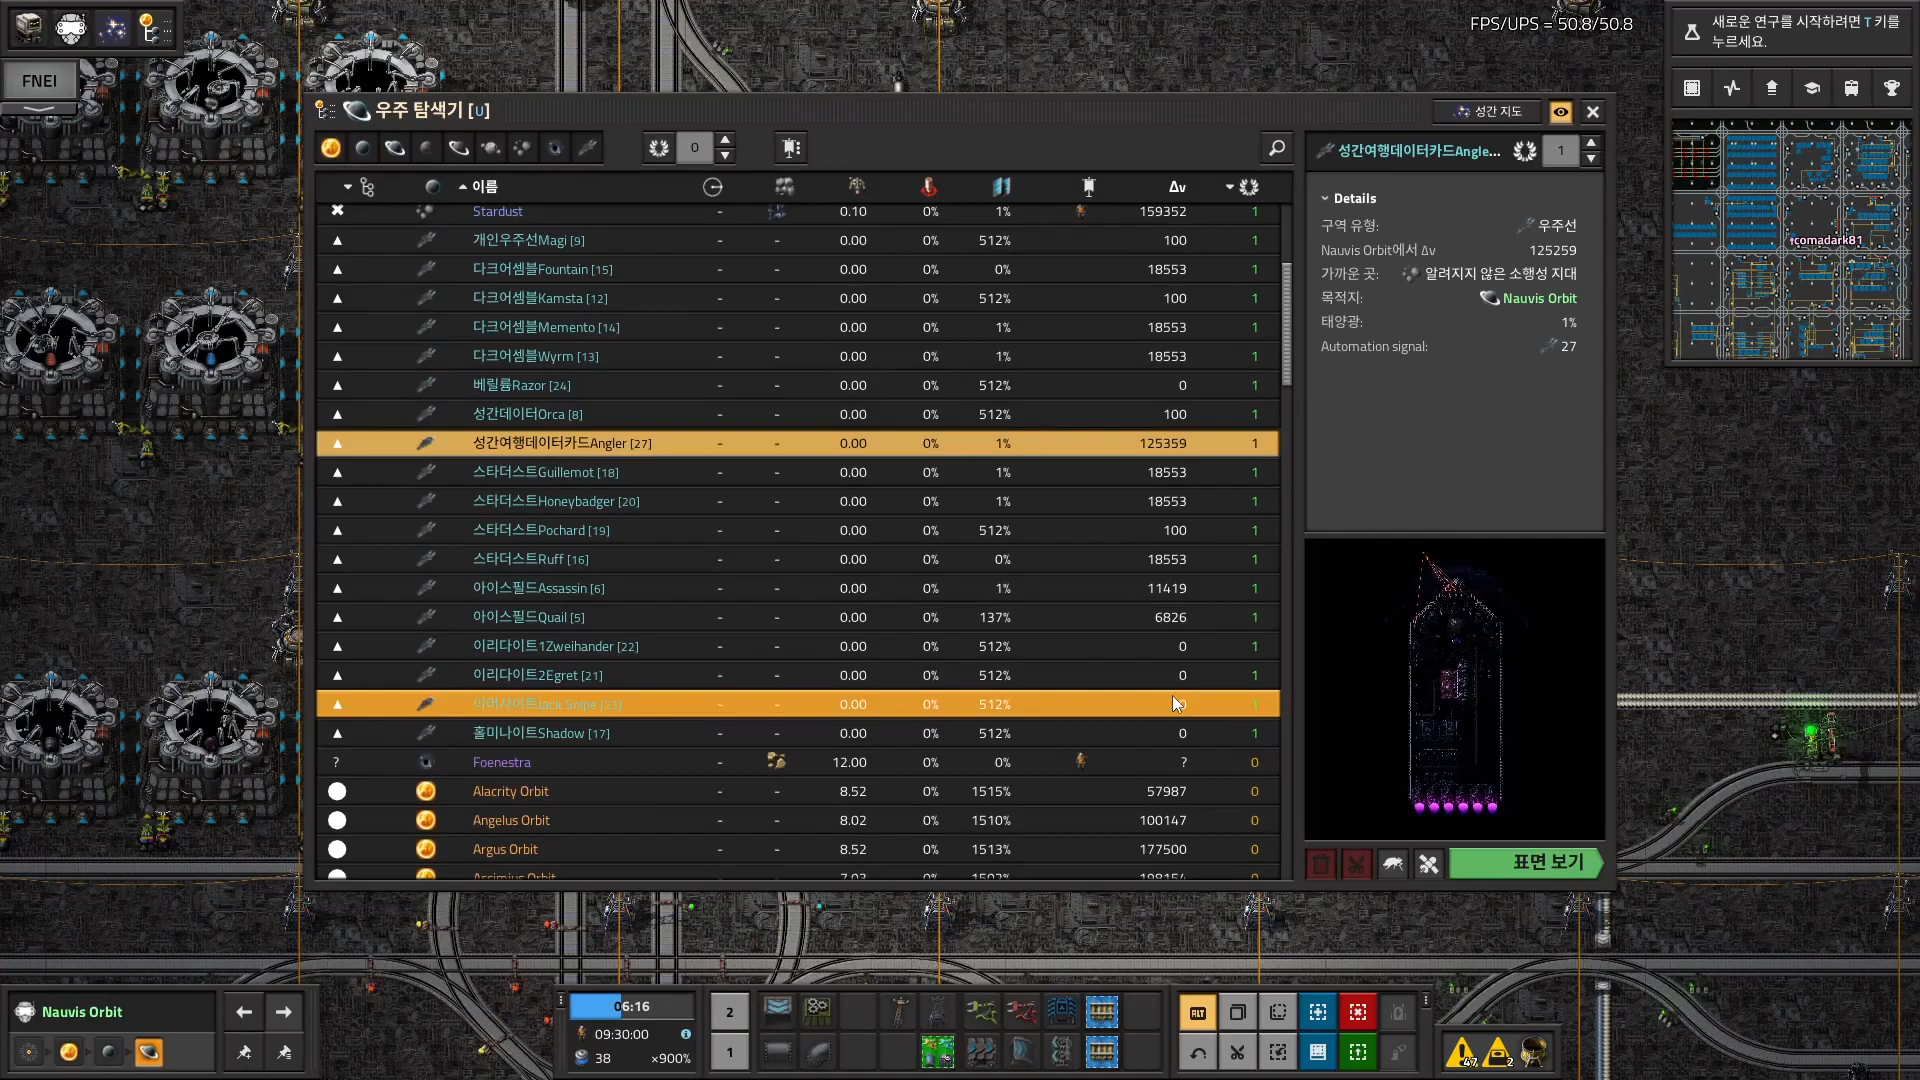 FPS/UPS = 50.8/50.8
새로운 연구를 시작하려면 T 키를
누르세요.
FNEI
우주 탐색기 [U]
성간 지도
0
성간여행데이터카드Angle... 1
이름 Δv
Stardust - 0.10 0% 1% 159352 1
개인우주선Magi [9] - - 0.00 0% 512% 100 1
다크어셈블Fountain [15] - - 0.00 0% 0% 18553 1
다크어셈블Kamsta [12] - - 0.00 0% 512% 100 1
다크어셈블Memento [14] - - 0.00 0% 1% 18553 1
다크어셈블Wyrm [13] - - 0.00 0% 1% 18553 1
베릴륨Razor [24] - - 0.00 0% 512% 0 1
성간데이터Orca [8] - - 0.00 0% 512% 100 1
성간여행데이터카드Angler [27] - - 0.00 0% 1% 125359 1
스타더스트Guillemot [18] - - 0.00 0% 1% 18553 1
스타더스트Honeybadger [20] - - 0.00 0% 1% 18553 1
스타더스트Pochard [19] - - 0.00 0% 512% 100 1
스타더스트Ruff [16] - - 0.00 0% 0% 18553 1
아이스필드Assassin [6] - - 0.00 0% 1% 11419 1
아이스필드Quail [5] - - 0.00 0% 137% 6826 1
이리다이트1Zweihander [22] - - 0.00 0% 512% 0 1
이리다이트2Egret [21] - - 0.00 0% 512% 0 1
이머사이트Jack Snipe - - 0.00 0% 512% 0 1
홀미나이트Shadow [17] - - 0.00 0% 512% 0 1
? Foenestra - 12.00 0% 0% ? 0
Alacrity Orbit - - 8.52 0% 1515% 57987 0
Angelus Orbit - - 8.02 0% 1510% 100147 0
Argus Orbit - - 8.52 0% 1513% 177500 0
Details
구역 유형: 우주선
Nauvis Orbit에서 Δv 125259
가까운 곳: 알려지지 않은 소행성 지대
목적지: Nauvis Orbit
태양광: 1%
Automation signal: 27
표면 보기
comadark81
Nauvis Orbit
06:16
09:30:00
38 ×900%
2
1
ALT
47
2